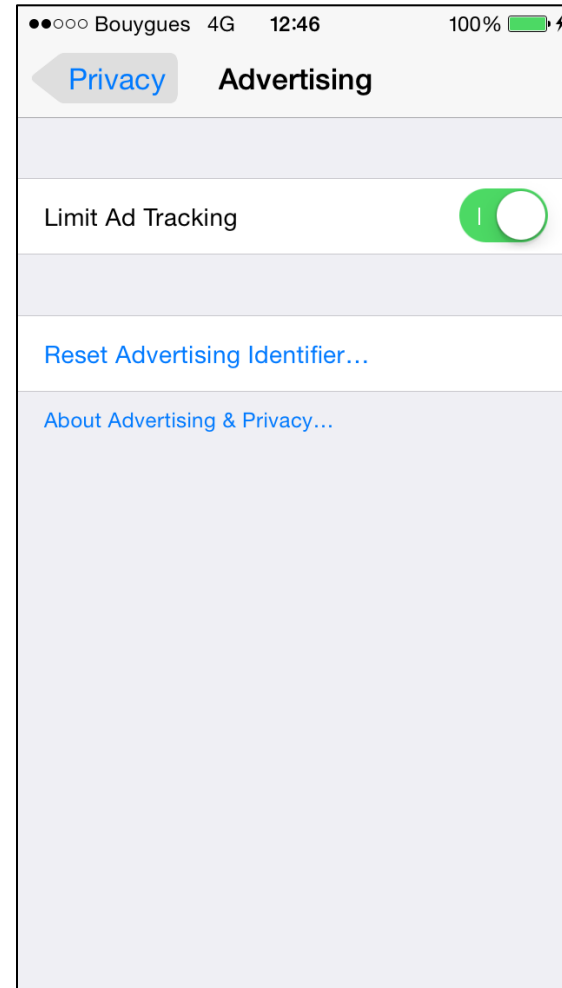 Bouygues 4G 12:46 100%
Privacy Advertising
Limit Ad Tracking
Reset Advertising Identifier…
About Advertising & Privacy…